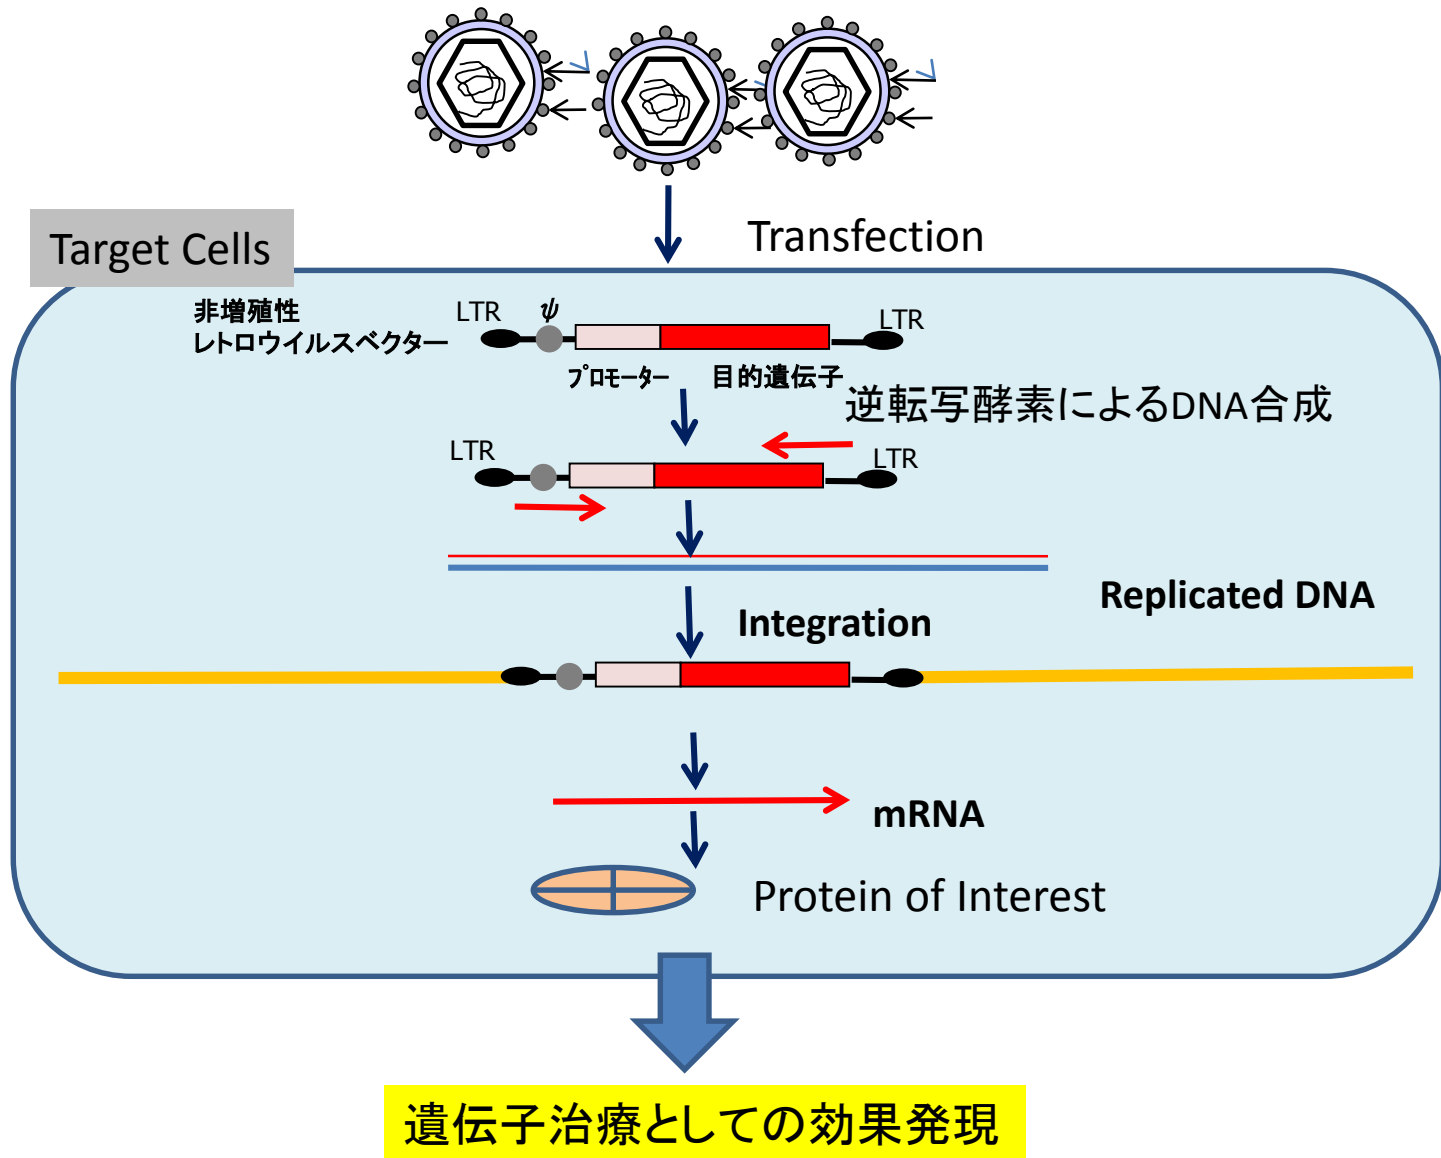 Transfection
Target Cells
非増殖性
レトロウイルスベクター
LTR
ψ
LTR
プロモーター
目的遺伝子
逆転写酵素によるDNA合成
LTR
LTR
Replicated DNA
Integration
mRNA
Protein of Interest
遺伝子治療としての効果発現